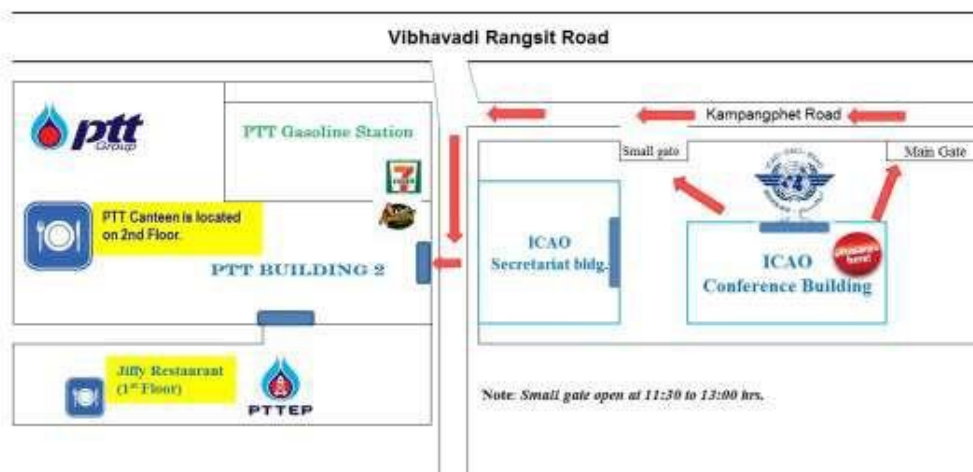 Vibhavadi Rangsit Road
ptt
Group
PTT Gasoline Station
Kampangphet Road
Small gate
Main Gate
7
PTT Canteen is located
on 2nd Floor.
PTT BUILDING 2
ICAO
Secretariat bldg.
ICAO
Conference Building
Jiffy Restaurant
(1st Floor)
PTTEP
Note: Small gate open at 11:30 to 13:00 hrs.